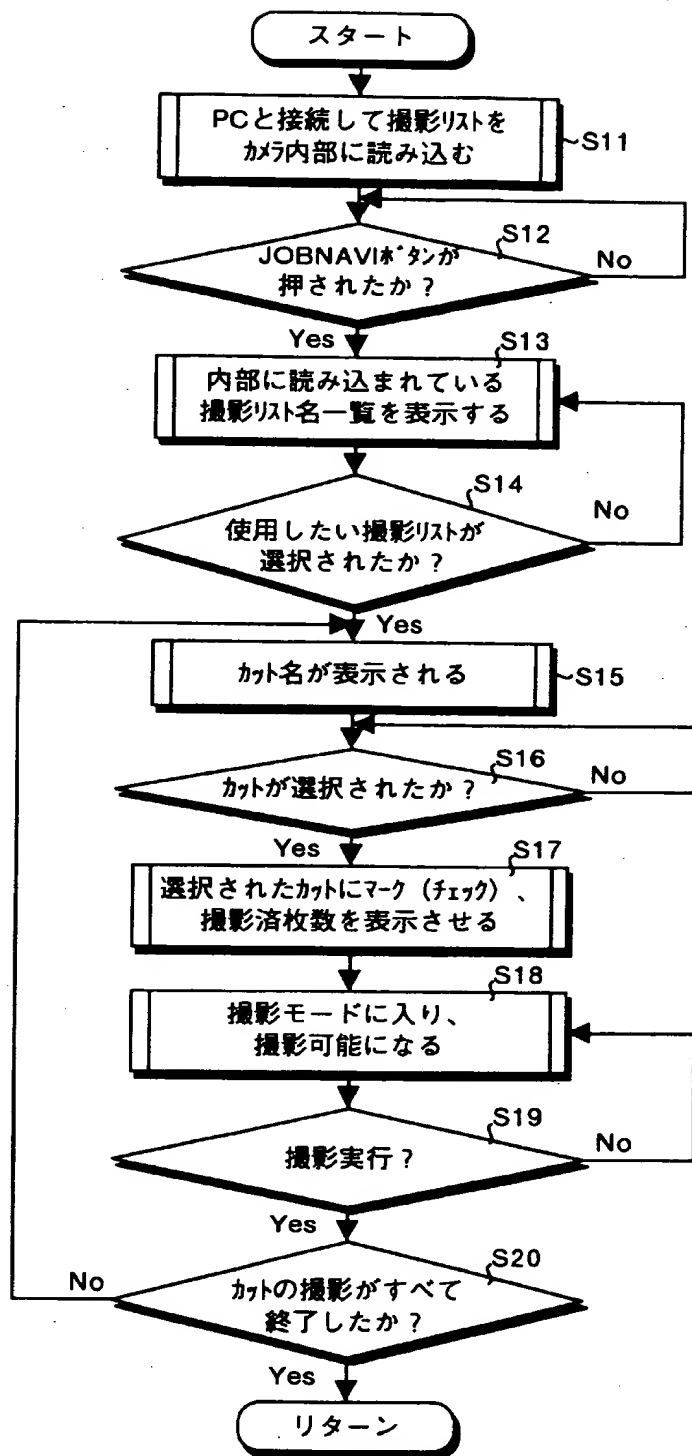 スタート
PCと接続して撮影リストを
カメラ内部に読み込む
S11
S12
JOBNAVIボタンが
押されたか？
No
Yes
S13
内部に読み込まれている
撮影リスト名一覧を表示する
S14
使用したい撮影リストが
選択されたか？
No
Yes
カット名が表示される
S15
S16
カットが選択されたか？
No
Yes
S17
選択されたカットにマーク（チェック）、
撮影済枚数を表示させる
S18
撮影モードに入り、
撮影可能になる
S19
撮影実行？
No
Yes
S20
カットの撮影がすべて
終了したか？
No
Yes
リターン